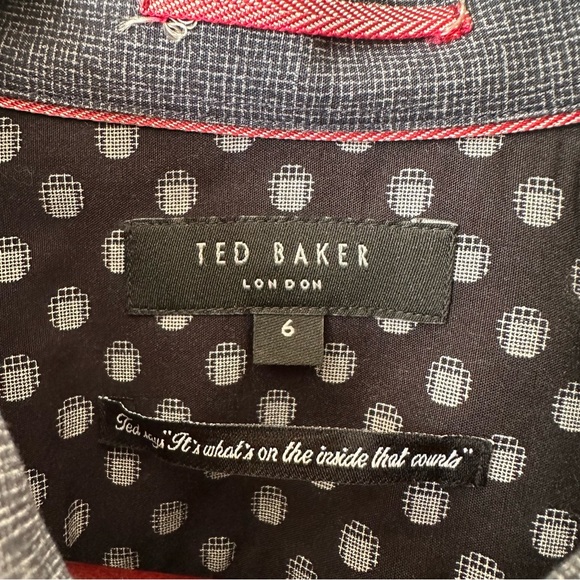 TED BAKER
LONDON
6
Ted says "It's what's on the inside that counts"